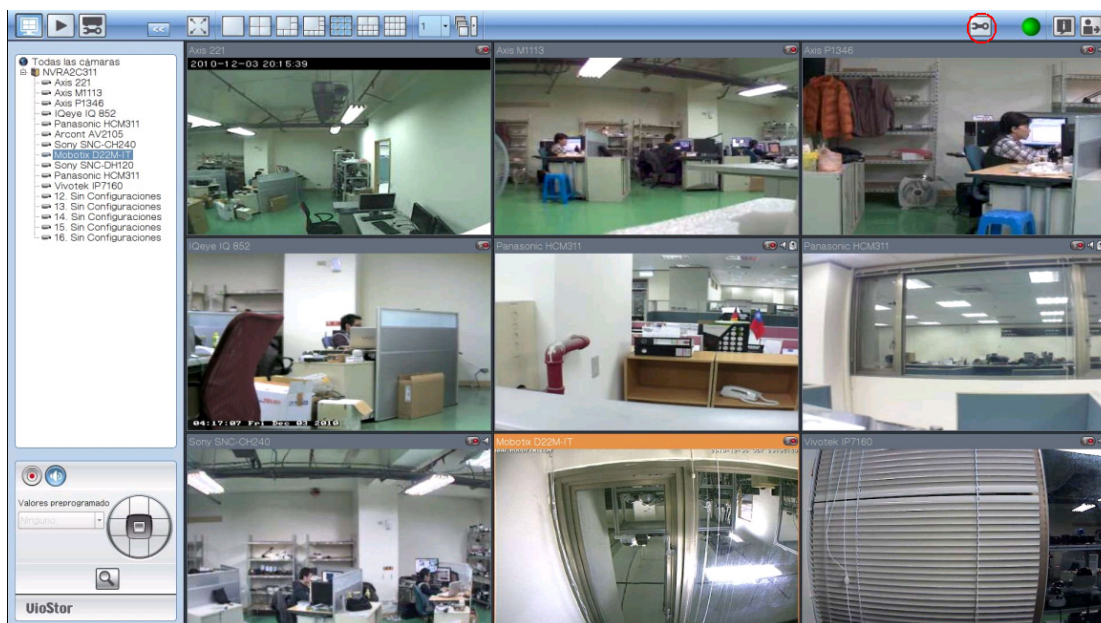 1
Todas las cámaras
NVRA2C311
Axis 221
Axis M1113
Axis P1346
IQeye IQ 852
Panasonic HCM311
Arcont AV2105
Sony SNC-CH240
Mobotix D22M-IT
Sony SNC-DH120
Panasonic HCM311
Vivotek IP7160
12. Sin Configuraciones
13. Sin Configuraciones
14. Sin Configuraciones
15. Sin Configuraciones
16. Sin Configuraciones
Valores preprogramado
Ninguno
VioStor
Axis 221
2010-12-03 20:15:39
Axis M1113
Axis P1346
IQeye IQ 852
04:17:07 Fri Dec 03 2010
Panasonic HCM311
Panasonic HCM311
Sony SNC-CH240
Mobotix D22M-IT
Vivotek IP7160